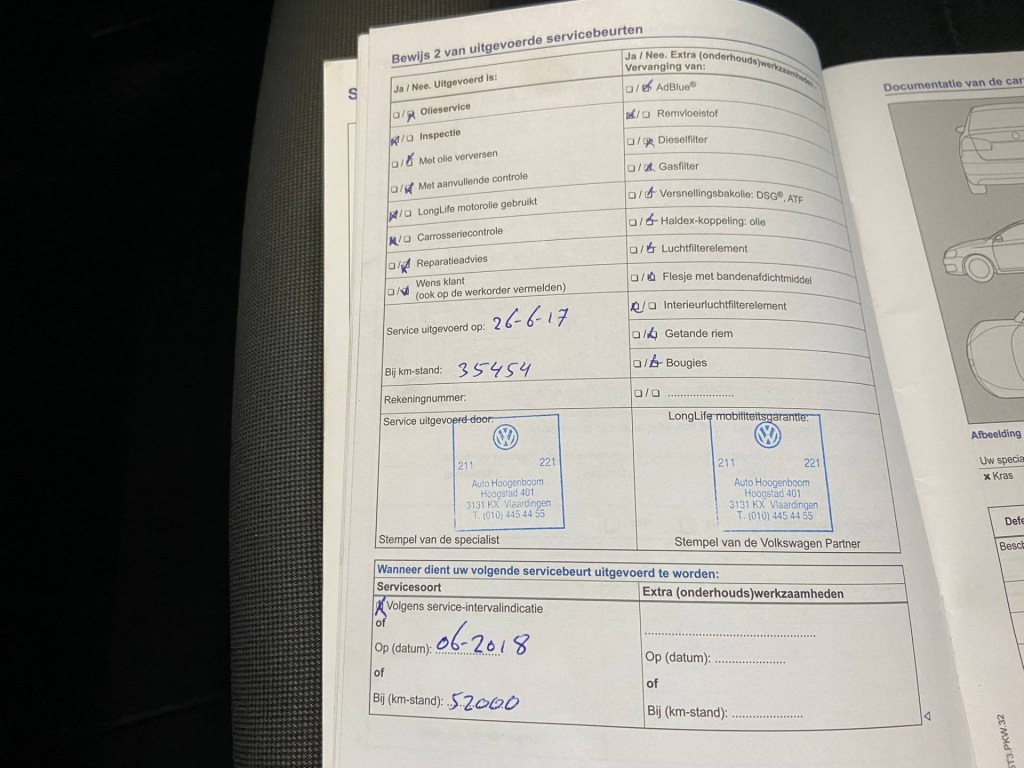 Bewijs 2 van uitgevoerde servicebeurten
Ja / Nee. Uitgevoerd is:
☐/☒ Olieservice
☒/☐ Inspectie
☐/☒ Met olie verversen
☐/☒ Met aanvullende controle
☒/☐ LongLife motorolie gebruikt
☒/☐ Carrosseriecontrole
☐/☒ Reparatieadvies
☐/☒ Wens klant
(ook op de werkorder vermelden)
Service uitgevoerd op: 26-6-17
Bij km-stand: 35454
Rekeningnummer:
Ja / Nee. Extra (onderhouds)werkzaamheden.
Vervanging van:
☐/☒ AdBlue®
☒/☐ Remvloeistof
☐/☒ Dieselfilter
☐/☒ Gasfilter
☐/☒ Versnellingsbakolie: DSG®, ATF
☐/☒ Haldex-koppeling: olie
☐/☒ Luchtfilterelement
☐/☒ Flesje met bandenafdichtmiddel
☒/☐ Interieurluchtfilterelement
☐/☒ Getande riem
☐/☒ Bougies
☐/☐ ......................
Service uitgevoerd door:
211 221
Auto Hoogenboom
Hoogstad 401
3131 KX Vlaardingen
T. (010) 445 44 55
Stempel van de specialist
LongLife mobiliteitsgarantie:
211 221
Auto Hoogenboom
Hoogstad 401
3131 KX Vlaardingen
T. (010) 445 44 55
Stempel van de Volkswagen Partner
Wanneer dient uw volgende servicebeurt uitgevoerd te worden:
Servicesoort
☒ Volgens service-intervalindicatie
of
Op (datum): 06-2018
of
Bij (km-stand): 52000
Extra (onderhouds)werkzaamheden
......................................................
Op (datum): ......................
of
Bij (km-stand): ......................
S
Documentatie van de car
Afbeelding
Uw specia
x Kras
Defe
Besch
ST3.PKW.32